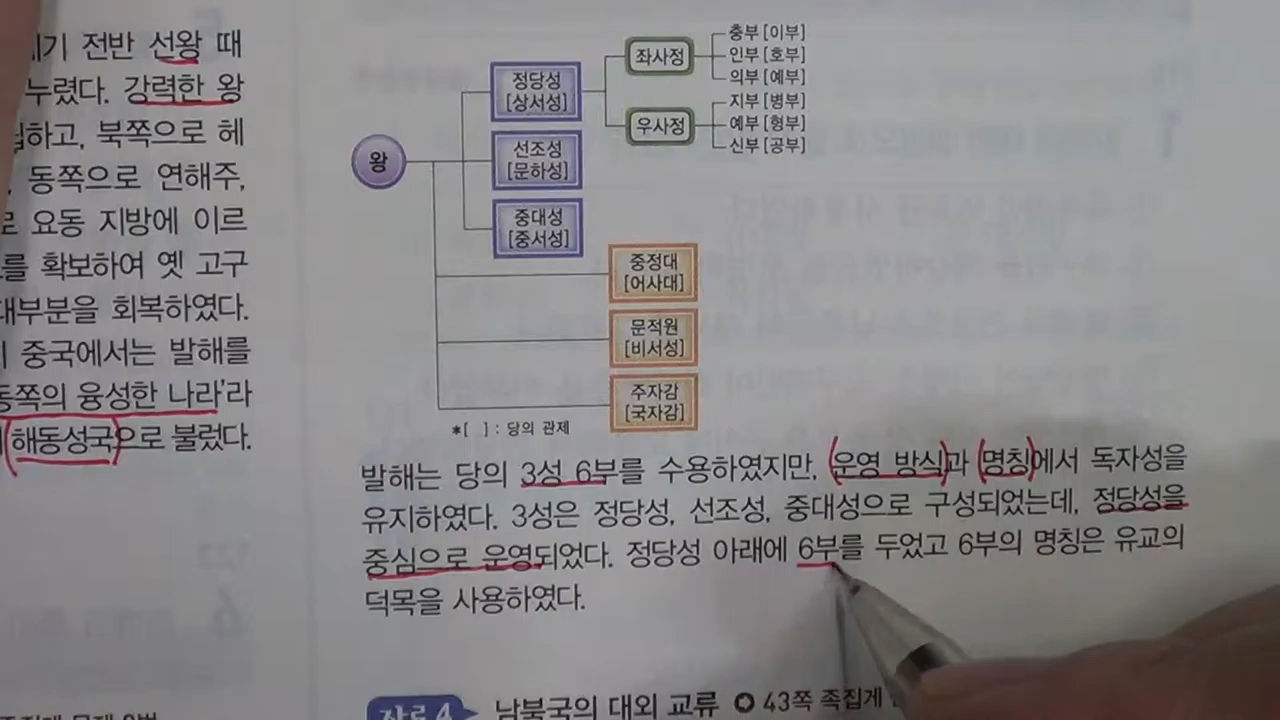 선왕 때
누렸다. 강력한 왕
하고, 북쪽으로 헤
동쪽으로 연해주,
로 요동 지방에 이르
를 확보하여 옛 고구
대부분을 회복하였다.
중국에서는 발해를
동쪽의 융성한 나라'라
해동성국으로 불렀다.
왕
정당성
[상서성]
선조성
[문하성]
중대성
[중서성]
좌사정
우사정
충부 [이부]
인부 [호부]
의부 [예부]
지부 [병부]
예부 [형부]
신부 [공부]
중정대
[어사대]
문적원
[비서성]
주자감
[국자감]
*[ ] : 당의 관제
발해는 당의 3성 6부를 수용하였지만, (운영 방식)과 (명칭)에서 독자성을
유지하였다. 3성은 정당성, 선조성, 중대성으로 구성되었는데, 정당성을
중심으로 운영되었다. 정당성 아래에 6부를 두었고 6부의 명칭은 유교의
덕목을 사용하였다.
자료 4 남북국의 대외 교류 43쪽 족집게